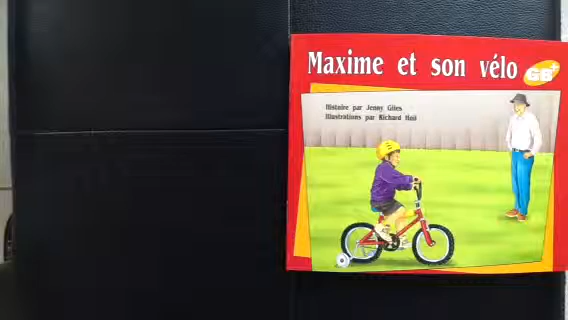 Maxime et son vélo
GB+
Histoire par Jenny Giles
Illustrations par Richard Hoit